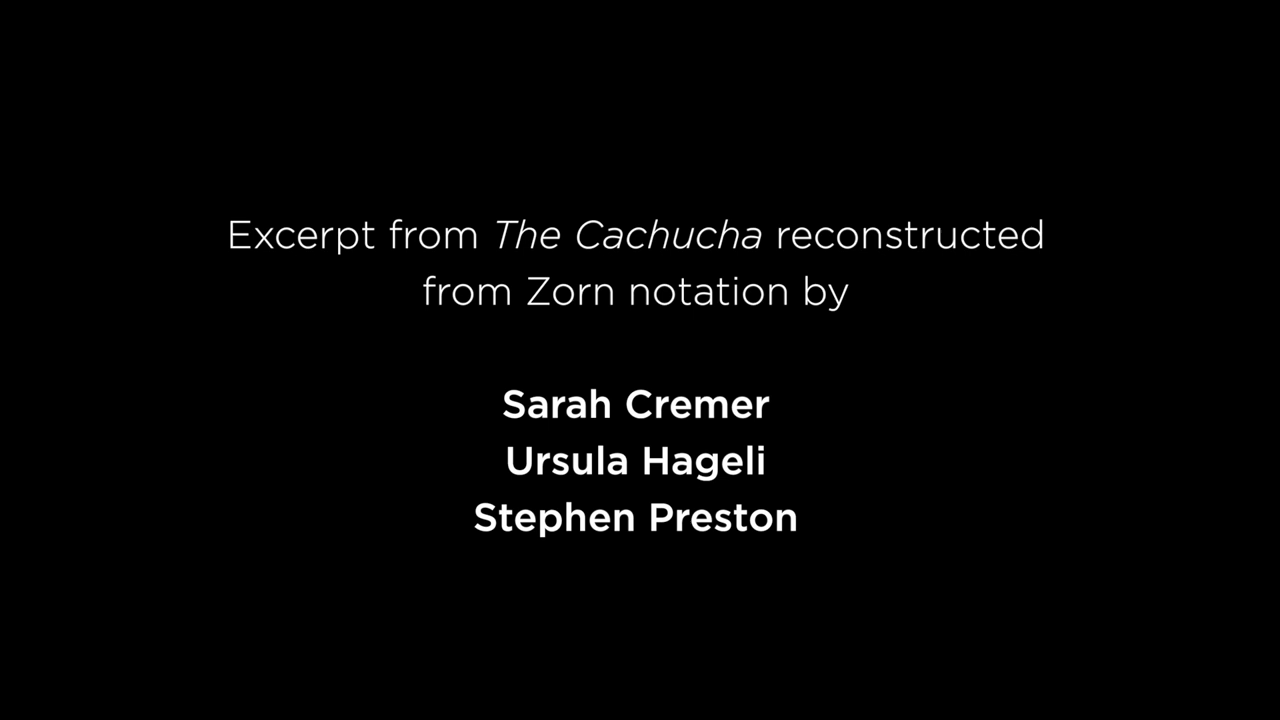 Excerpt from The Cachucha reconstructed
from Zorn notation by
Sarah Cremer
Ursula Hageli
Stephen Preston